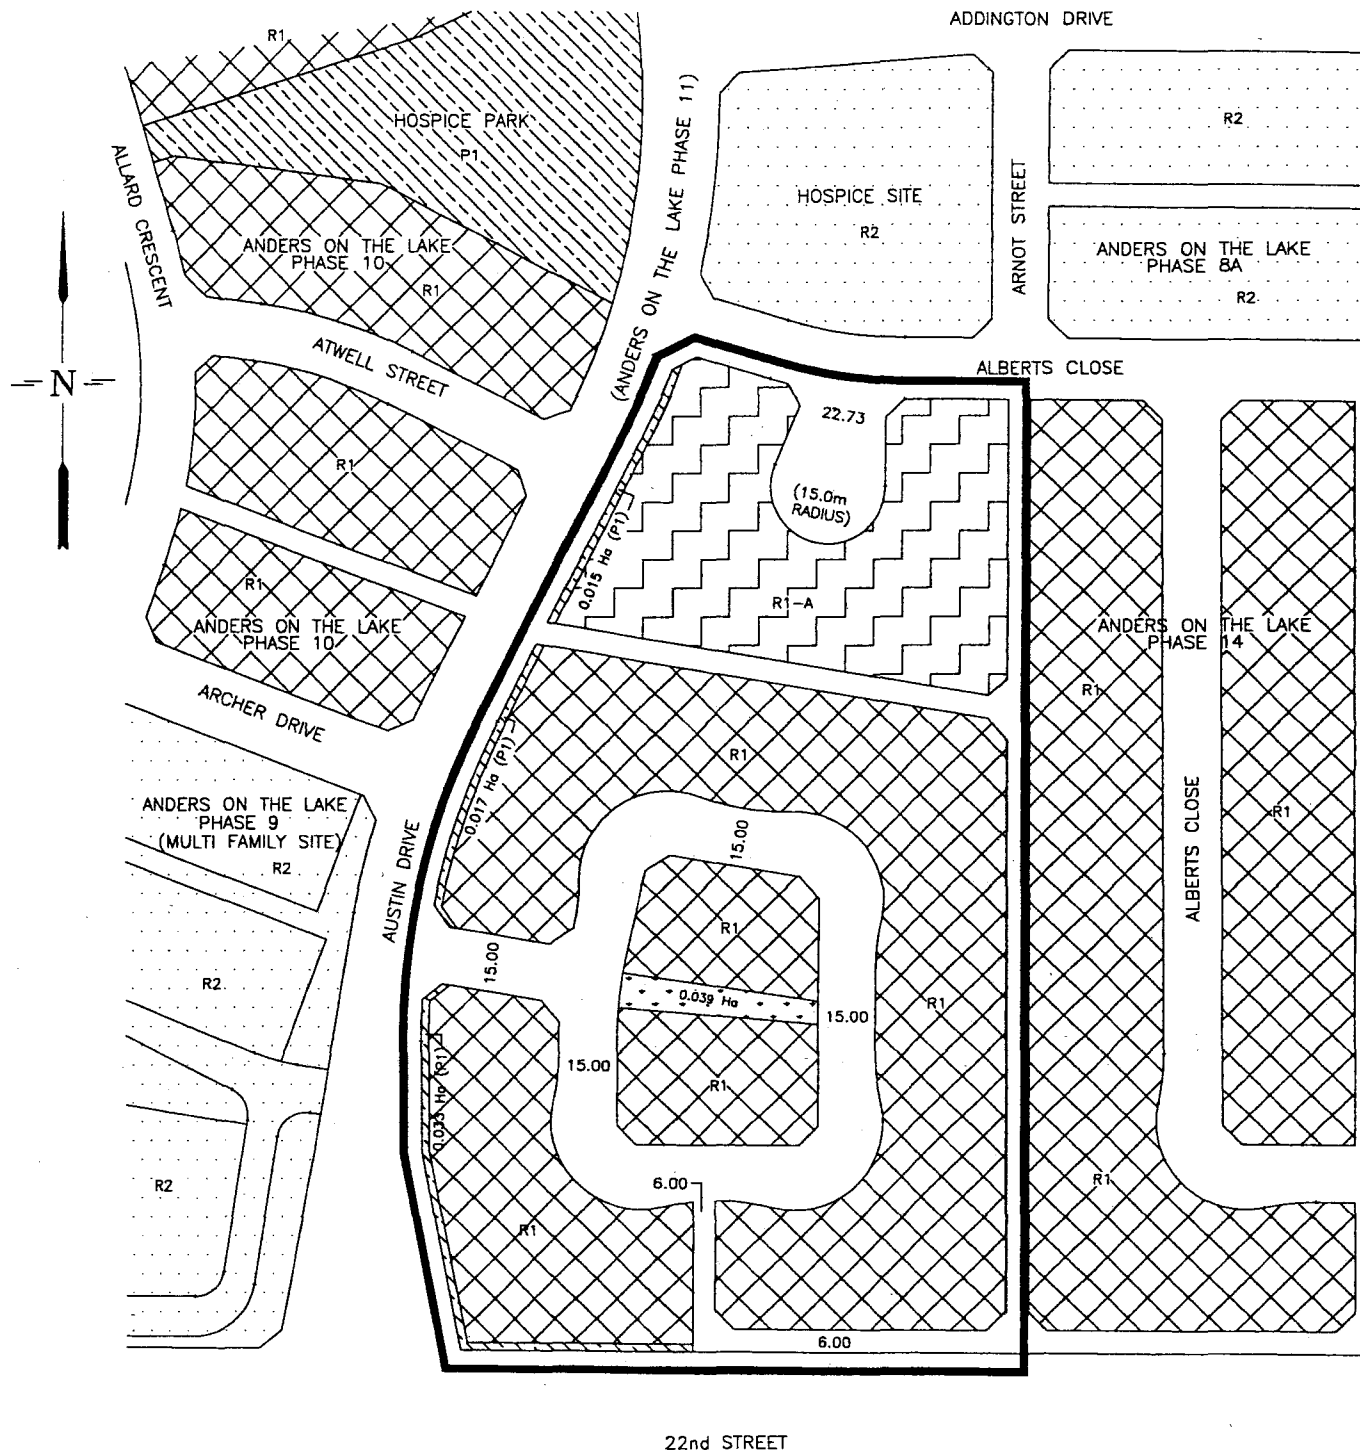 ADDINGTON DRIVE
R1
HOSPICE PARK
P1
R2
ALLARD CRESCENT
(ANDERS ON THE LAKE PHASE 11)
HOSPICE SITE
R2
ARNOT STREET
ANDERS ON THE LAKE
PHASE 10
R1
ANDERS ON THE LAKE
PHASE 8A
R2
N
ATWELL STREET
ALBERTS CLOSE
22.73
R1
(15.0m
RADIUS)
0.015 Ha (P1)
R1
R1-A
ANDERS ON THE LAKE
PHASE 10
ANDERS ON THE LAKE
PHASE 14
R1
ARCHER DRIVE
0.017 Ha (P1)
R1
ANDERS ON THE LAKE
PHASE 9
(MULTI FAMILY SITE)
R2
AUSTIN DRIVE
15.00
ALBERTS CLOSE
R1
R1
15.00
R2
0.039 Ha
R1
15.00
15.00
R1
0.033 Ha (P1)
R2
6.00
R1
R1
6.00
22nd STREET